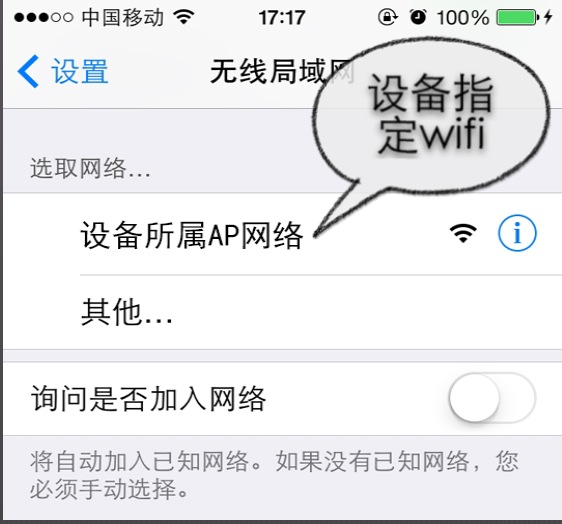 中国移动 17:17 100%
设置 无线局域网
设备指
定wifi
选取网络...
设备所属AP网络
其他...
询问是否加入网络
将自动加入已知网络。如果没有已知网络，您
必须手动选择。